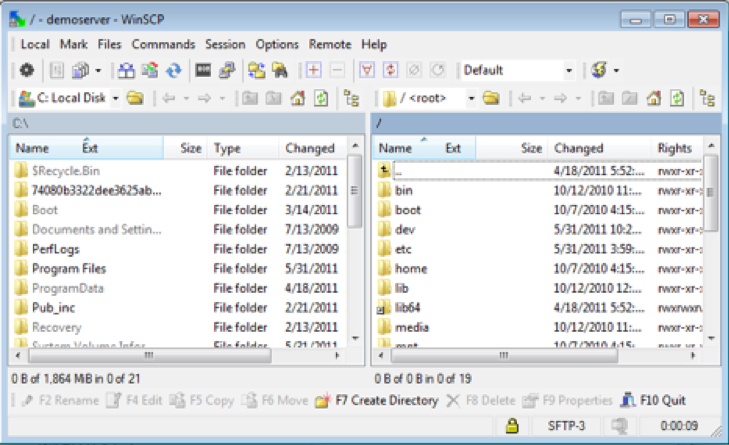 / - demoserver - WinSCP
Local Mark Files Commands Session Options Remote Help
Default
C: Local Disk / <root>
C:\ /
Name Ext Size Type Changed
$Recycle.Bin File folder 2/13/2011
74080b3322dee3625ab... File folder 2/21/2011
Boot File folder 3/14/2011
Documents and Settin... File folder 7/13/2009
PerfLogs File folder 7/13/2009
Program Files File folder 5/31/2011
ProgramData File folder 4/18/2011
Pub_inc File folder 2/21/2011
Recovery File folder 2/13/2011
System Volume Infor... File folder 5/21/2011
0 B of 1,864 MiB in 0 of 21
Name Ext Size Changed Rights
.. 4/18/2011 5:52:... rwxr-xr-
bin 10/12/2010 11:... rwxr-xr-
boot 10/7/2010 4:15:... rwxr-xr-
dev 5/31/2011 10:2... rwxr-xr-
etc 5/31/2011 3:59:... rwxr-xr-
home 10/7/2010 4:15:... rwxr-xr-
lib 10/12/2010 12:... rwxr-xr-
lib64 4/18/2011 5:52:... rwxrwxn
media 10/12/2010 11:... rwxr-xr-
mnt 10/7/2010 4:15:... rwxr-xr-
0 B of 0 B in 0 of 19
F2 Rename F4 Edit F5 Copy F6 Move F7 Create Directory F8 Delete F9 Properties F10 Quit
SFTP-3 0:00:09